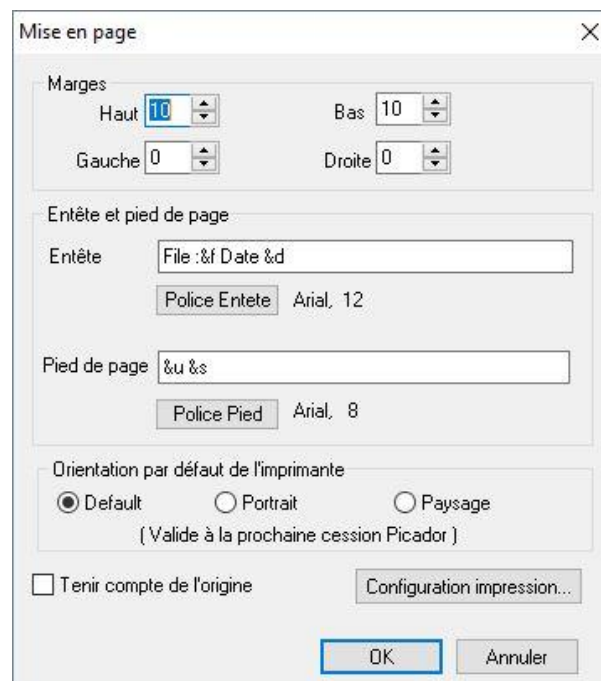 Mise en page
Marges
Haut 10 Bas 10
Gauche 0 Droite 0
Entête et pied de page
Entête File :&f Date &d
Police Entete Arial, 12
Pied de page &u &s
Police Pied Arial, 8
Orientation par défaut de l'imprimante
Default Portrait Paysage
( Valide à la prochaine cession Picador )
Tenir compte de l'origine Configuration impression...
OK Annuler